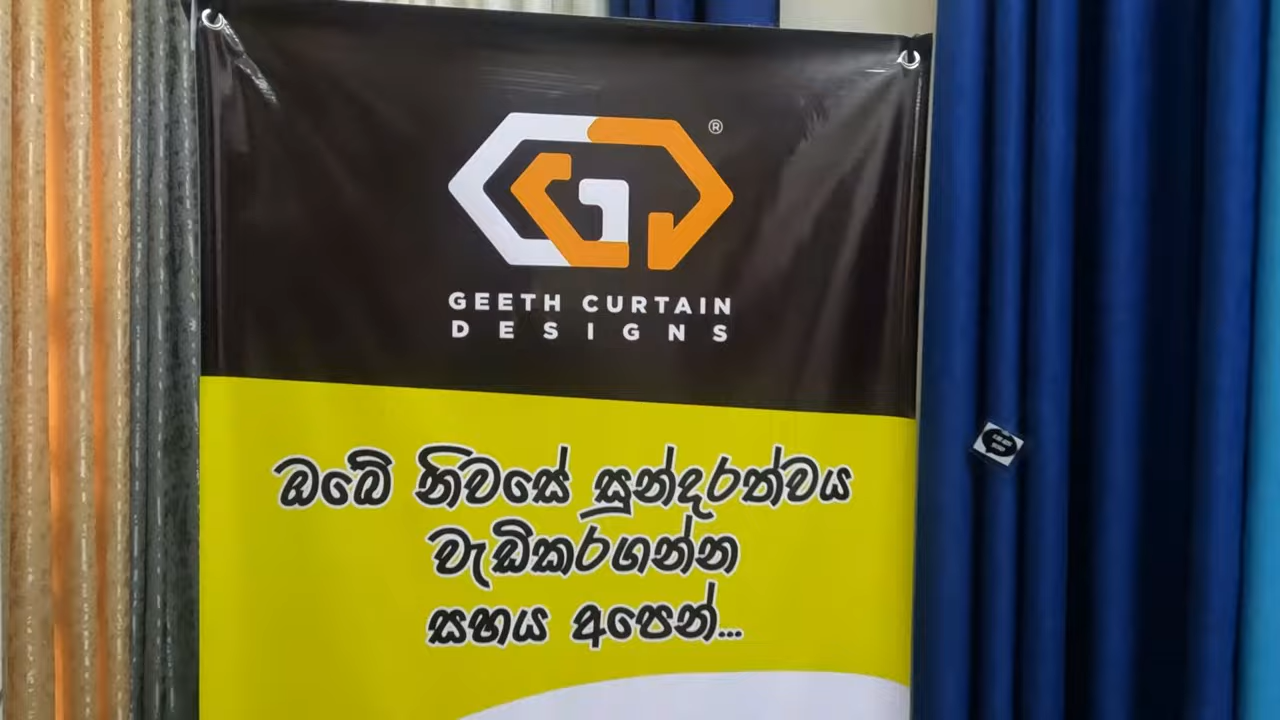 ®
GEETH CURTAIN
DESIGNS
ඔබේ නිවසේ සුන්දරත්වය
වැඩිකරගන්න
සහය අපෙන්...